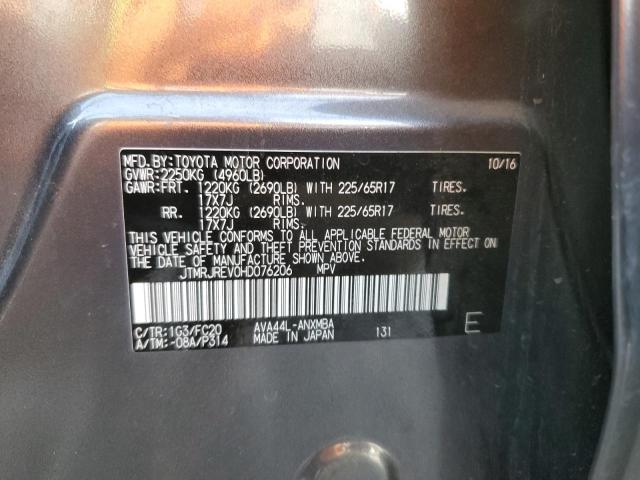 MFD. BY: TOYOTA MOTOR CORPORATION 10/16
GVWR: 2250KG (4960LB)
GAWR: FRT. 1220KG (2690LB) WITH 225/65R17 TIRES.
17X7J RIMS.
RR. 1220KG (2690LB) WITH 225/65R17 TIRES.
17X7J RIMS.
THIS VEHICLE CONFORMS TO ALL APPLICABLE FEDERAL MOTOR
VEHICLE SAFETY AND THEFT PREVENTION STANDARDS IN EFFECT ON
THE DATE OF MANUFACTURE SHOWN ABOVE.
JTMRJREV0HD076206 MPV
C/TR: 1G3/FC20 AVA44L-ANXMBA 131 E
A/TM: -08A/P314 MADE IN JAPAN